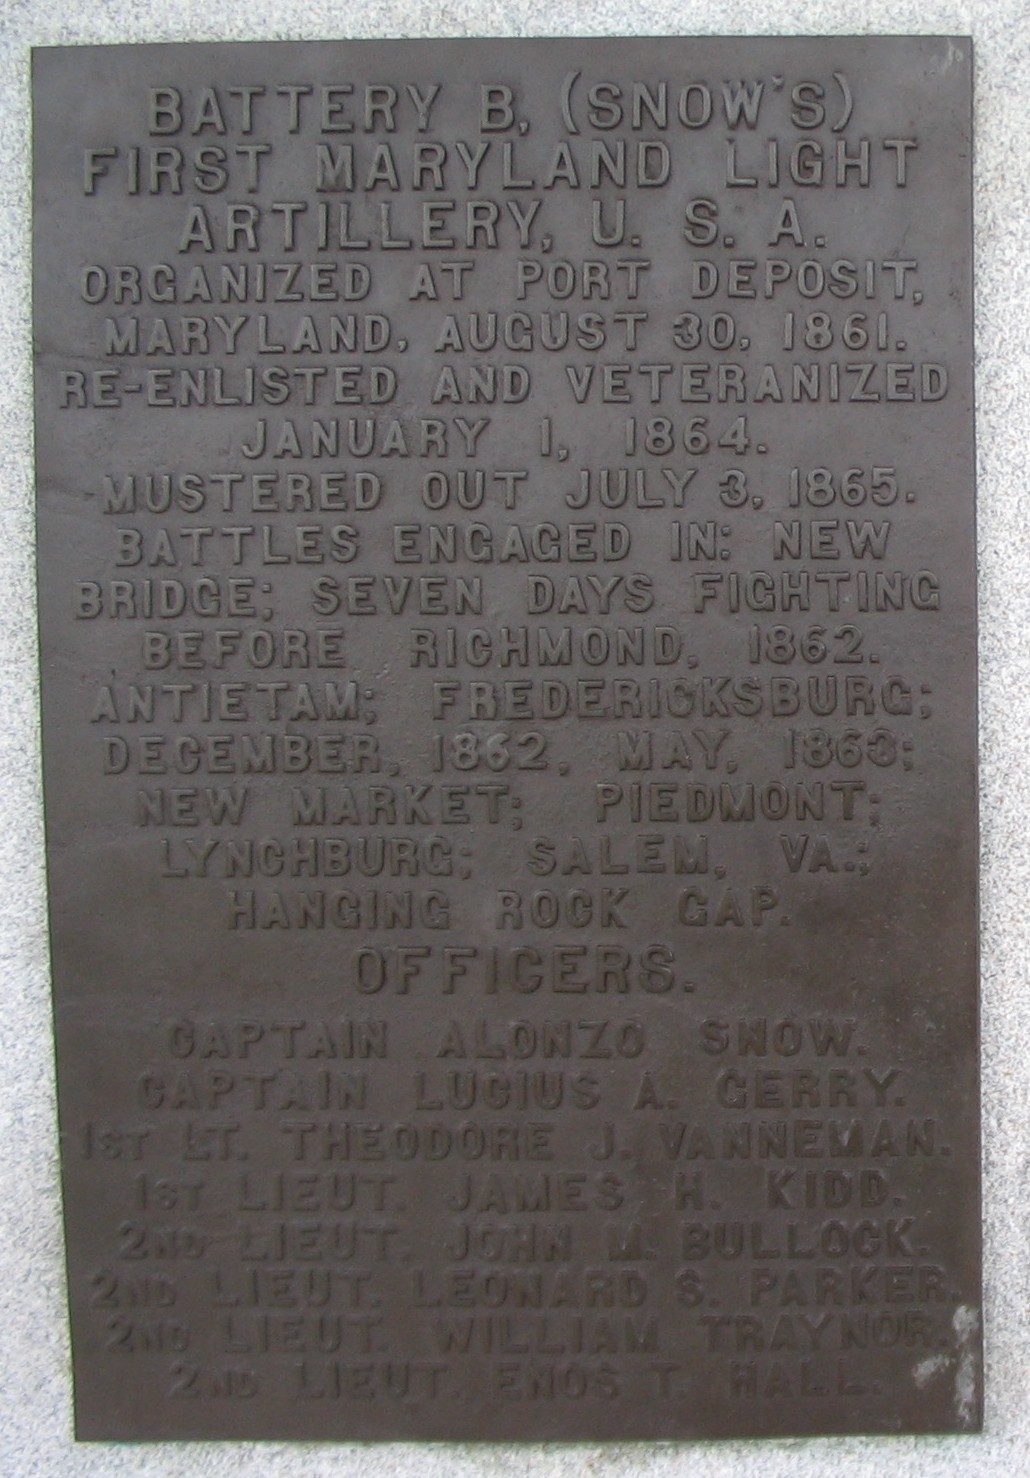 BATTERY B, (SNOW'S)
FIRST MARYLAND LIGHT
ARTILLERY, U. S. A.
ORGANIZED AT PORT DEPOSIT,
MARYLAND, AUGUST 30, 1861.
RE-ENLISTED AND VETERANIZED
JANUARY 1, 1864.
MUSTERED OUT JULY 3, 1865.
BATTLES ENGAGED IN: NEW
BRIDGE; SEVEN DAYS FIGHTING
BEFORE RICHMOND, 1862.
ANTIETAM; FREDERICKSBURG;
DECEMBER, 1862, MAY, 1863;
NEW MARKET; PIEDMONT;
LYNCHBURG; SALEM, VA.;
HANGING ROCK GAP.
OFFICERS.
CAPTAIN ALONZO SNOW.
CAPTAIN LUCIUS A. GERRY.
1ST LT. THEODORE J. VANNEMAN.
1ST LIEUT. JAMES H. KIDD.
2ND LIEUT. JOHN M. BULLOCK.
2ND LIEUT. LEONARD S. PARKER.
2ND LIEUT. WILLIAM TRAYNOR.
2ND LIEUT. ENOS T. HALL.